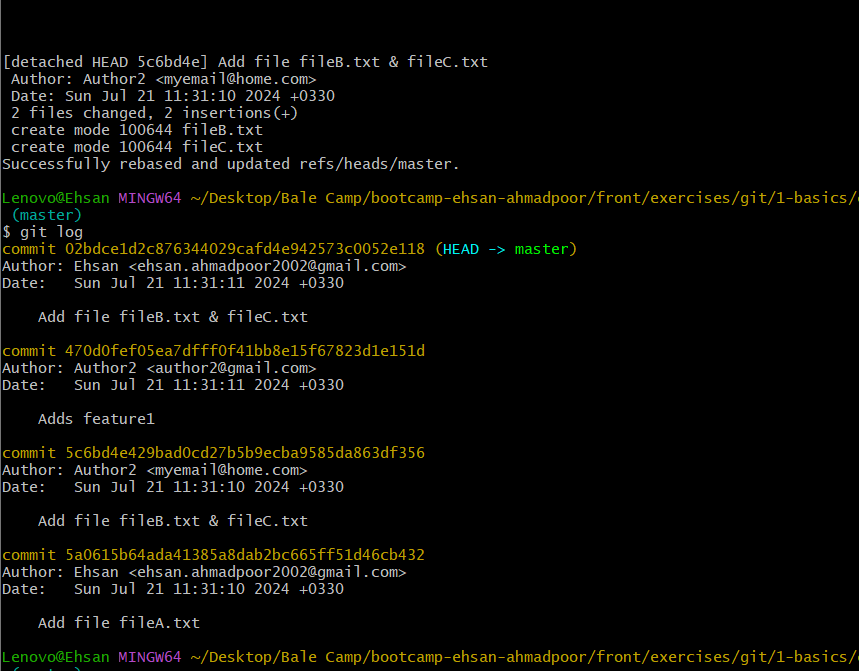 [detached HEAD 5c6bd4e] Add file fileB.txt & fileC.txt
Author: Author2 <myemail@home.com>
Date: Sun Jul 21 11:31:10 2024 +0330
2 files changed, 2 insertions(+)
create mode 100644 fileB.txt
create mode 100644 fileC.txt
Successfully rebased and updated refs/heads/master.
Lenovo@Ehsan MINGW64 ~/Desktop/Bale Camp/bootcamp-ehsan-ahmadpoor/front/exercises/git/1-basics/
(master)
$ git log
commit 02bdce1d2c876344029cafd4e942573c0052e118 (HEAD -> master)
Author: Ehsan <ehsan.ahmadpoor2002@gmail.com>
Date:   Sun Jul 21 11:31:11 2024 +0330
Add file fileB.txt & fileC.txt
commit 470d0fef05ea7dfff0f41bb8e15f67823d1e151d
Author: Author2 <author2@gmail.com>
Date:   Sun Jul 21 11:31:11 2024 +0330
Adds feature1
commit 5c6bd4e429bad0cd27b5b9ecba9585da863df356
Author: Author2 <myemail@home.com>
Date:   Sun Jul 21 11:31:10 2024 +0330
Add file fileB.txt & fileC.txt
commit 5a0615b64ada41385a8dab2bc665ff51d46cb432
Author: Ehsan <ehsan.ahmadpoor2002@gmail.com>
Date:   Sun Jul 21 11:31:10 2024 +0330
Add file fileA.txt
Lenovo@Ehsan MINGW64 ~/Desktop/Bale Camp/bootcamp-ehsan-ahmadpoor/front/exercises/git/1-basics/